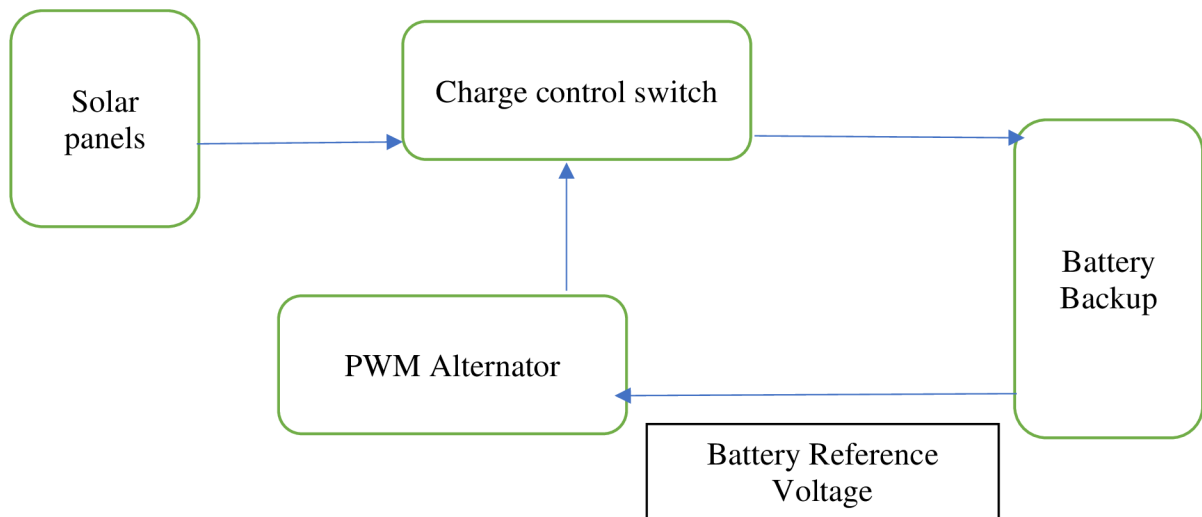 Solar
panels
Charge control switch
Battery
Backup
PWM Alternator
Battery Reference
Voltage